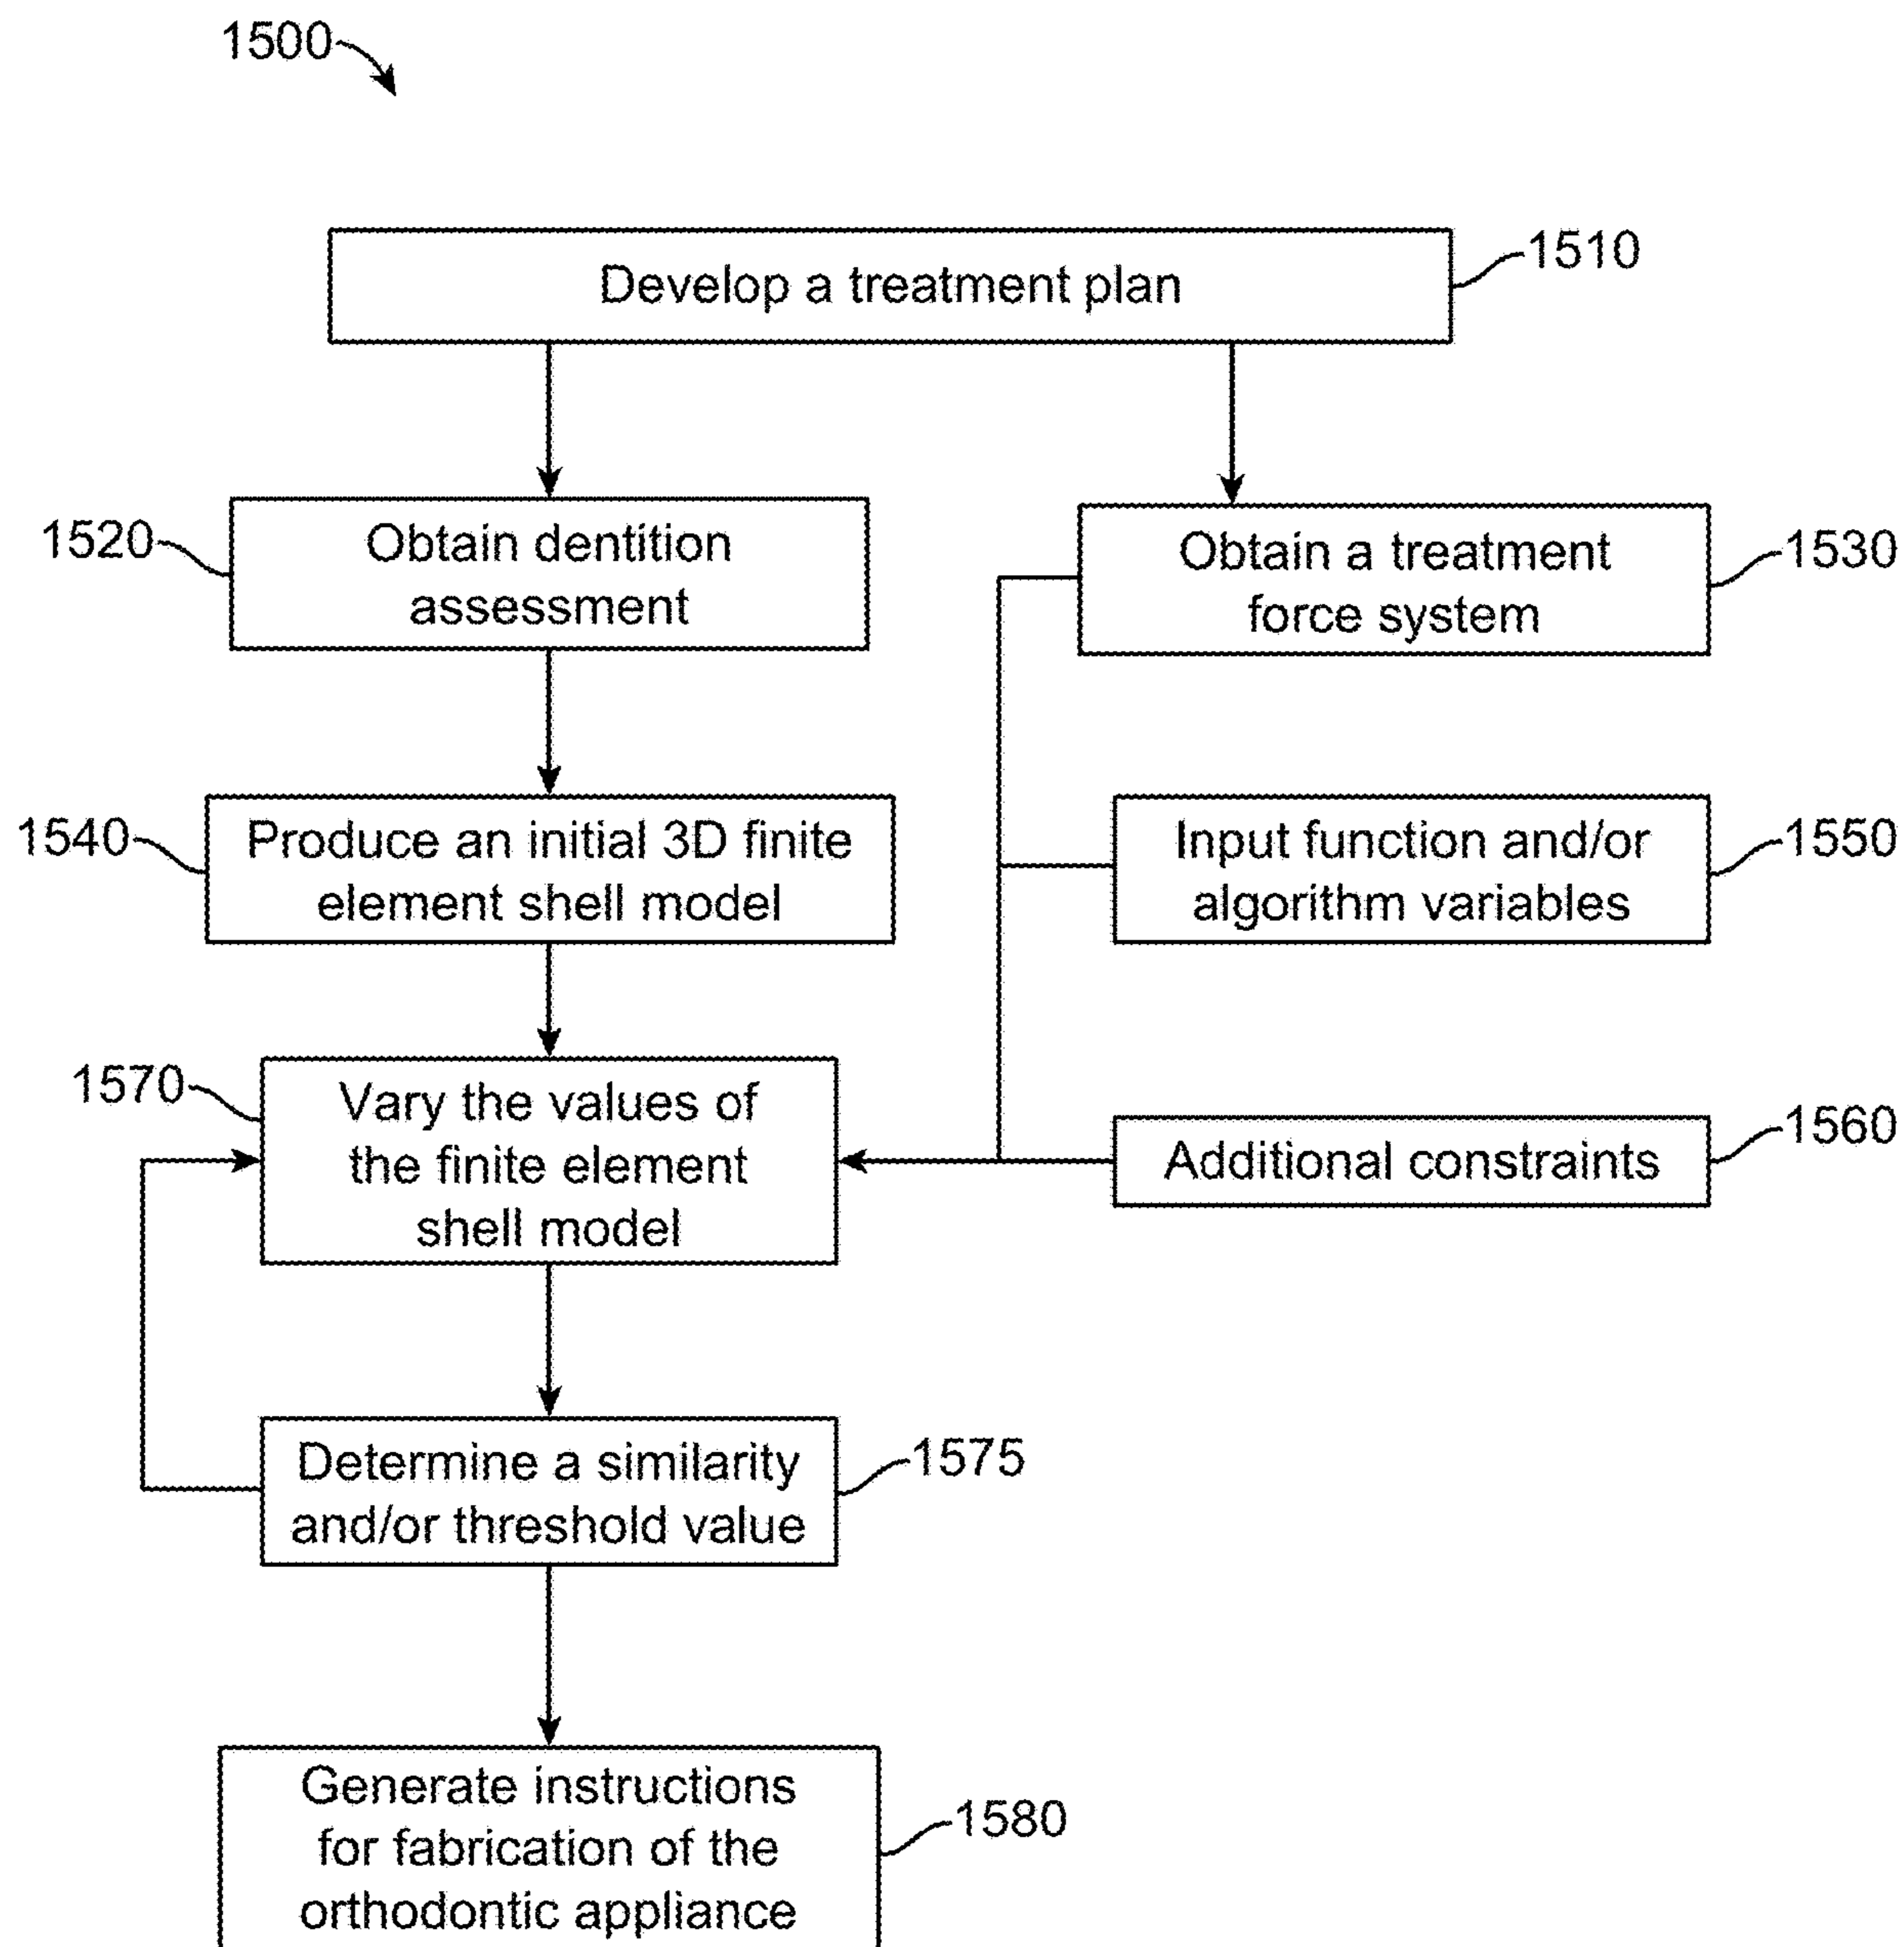 1500
Develop a treatment plan
1510
1520
Obtain dentition
assessment
Obtain a treatment
force system
1530
1540
Produce an initial 3D finite
element shell model
Input function and/or
algorithm variables
1550
1570
Vary the values of
the finite element
shell model
Additional constraints
1560
Determine a similarity
and/or threshold value
1575
Generate instructions
for fabrication of the
orthodontic appliance
1580